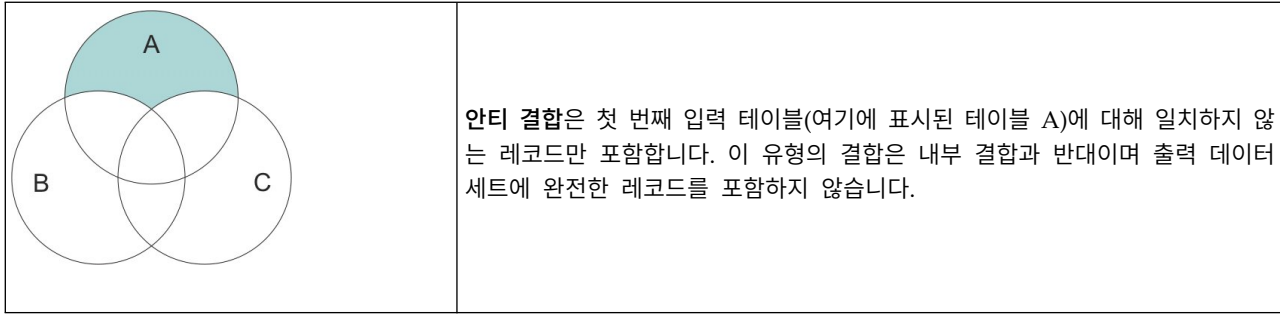 A
B
C
안티 결합은 첫 번째 입력 테이블(여기에 표시된 테이블 A)에 대해 일치하지 않
는 레코드만 포함합니다. 이 유형의 결합은 내부 결합과 반대이며 출력 데이터
세트에 완전한 레코드를 포함하지 않습니다.